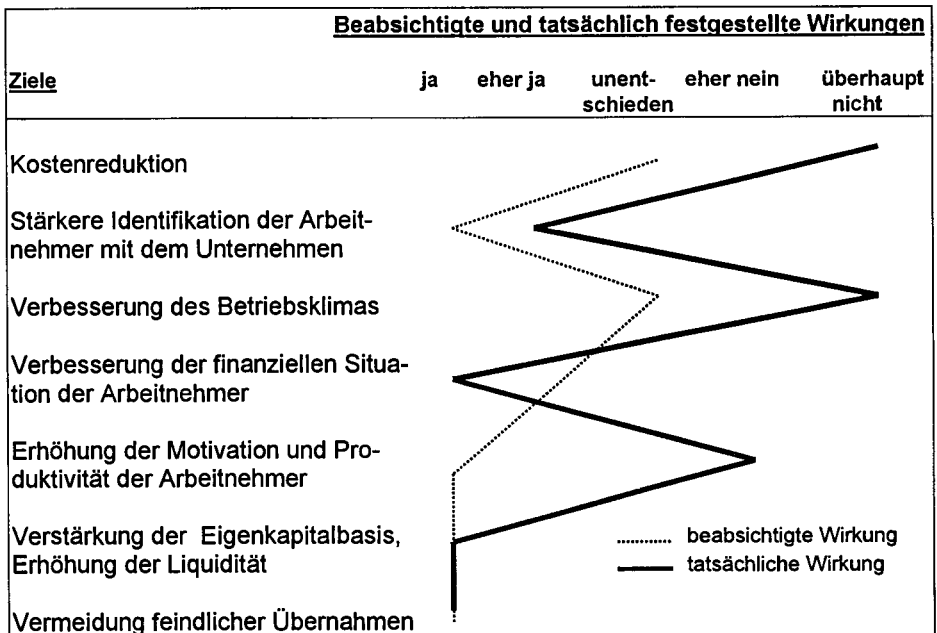 Beabsichtigte und tatsächlich festgestellte Wirkungen
Ziele ja eher ja unent- eher nein überhaupt
schieden nicht
Kostenreduktion
Stärkere Identifikation der Arbeit-
nehmer mit dem Unternehmen
Verbesserung des Betriebsklimas
Verbesserung der finanziellen Situa-
tion der Arbeitnehmer
Erhöhung der Motivation und Pro-
duktivität der Arbeitnehmer
Verstärkung der Eigenkapitalbasis,
Erhöhung der Liquidität
Vermeidung feindlicher Übernahmen
beabsichtigte Wirkung
tatsächliche Wirkung